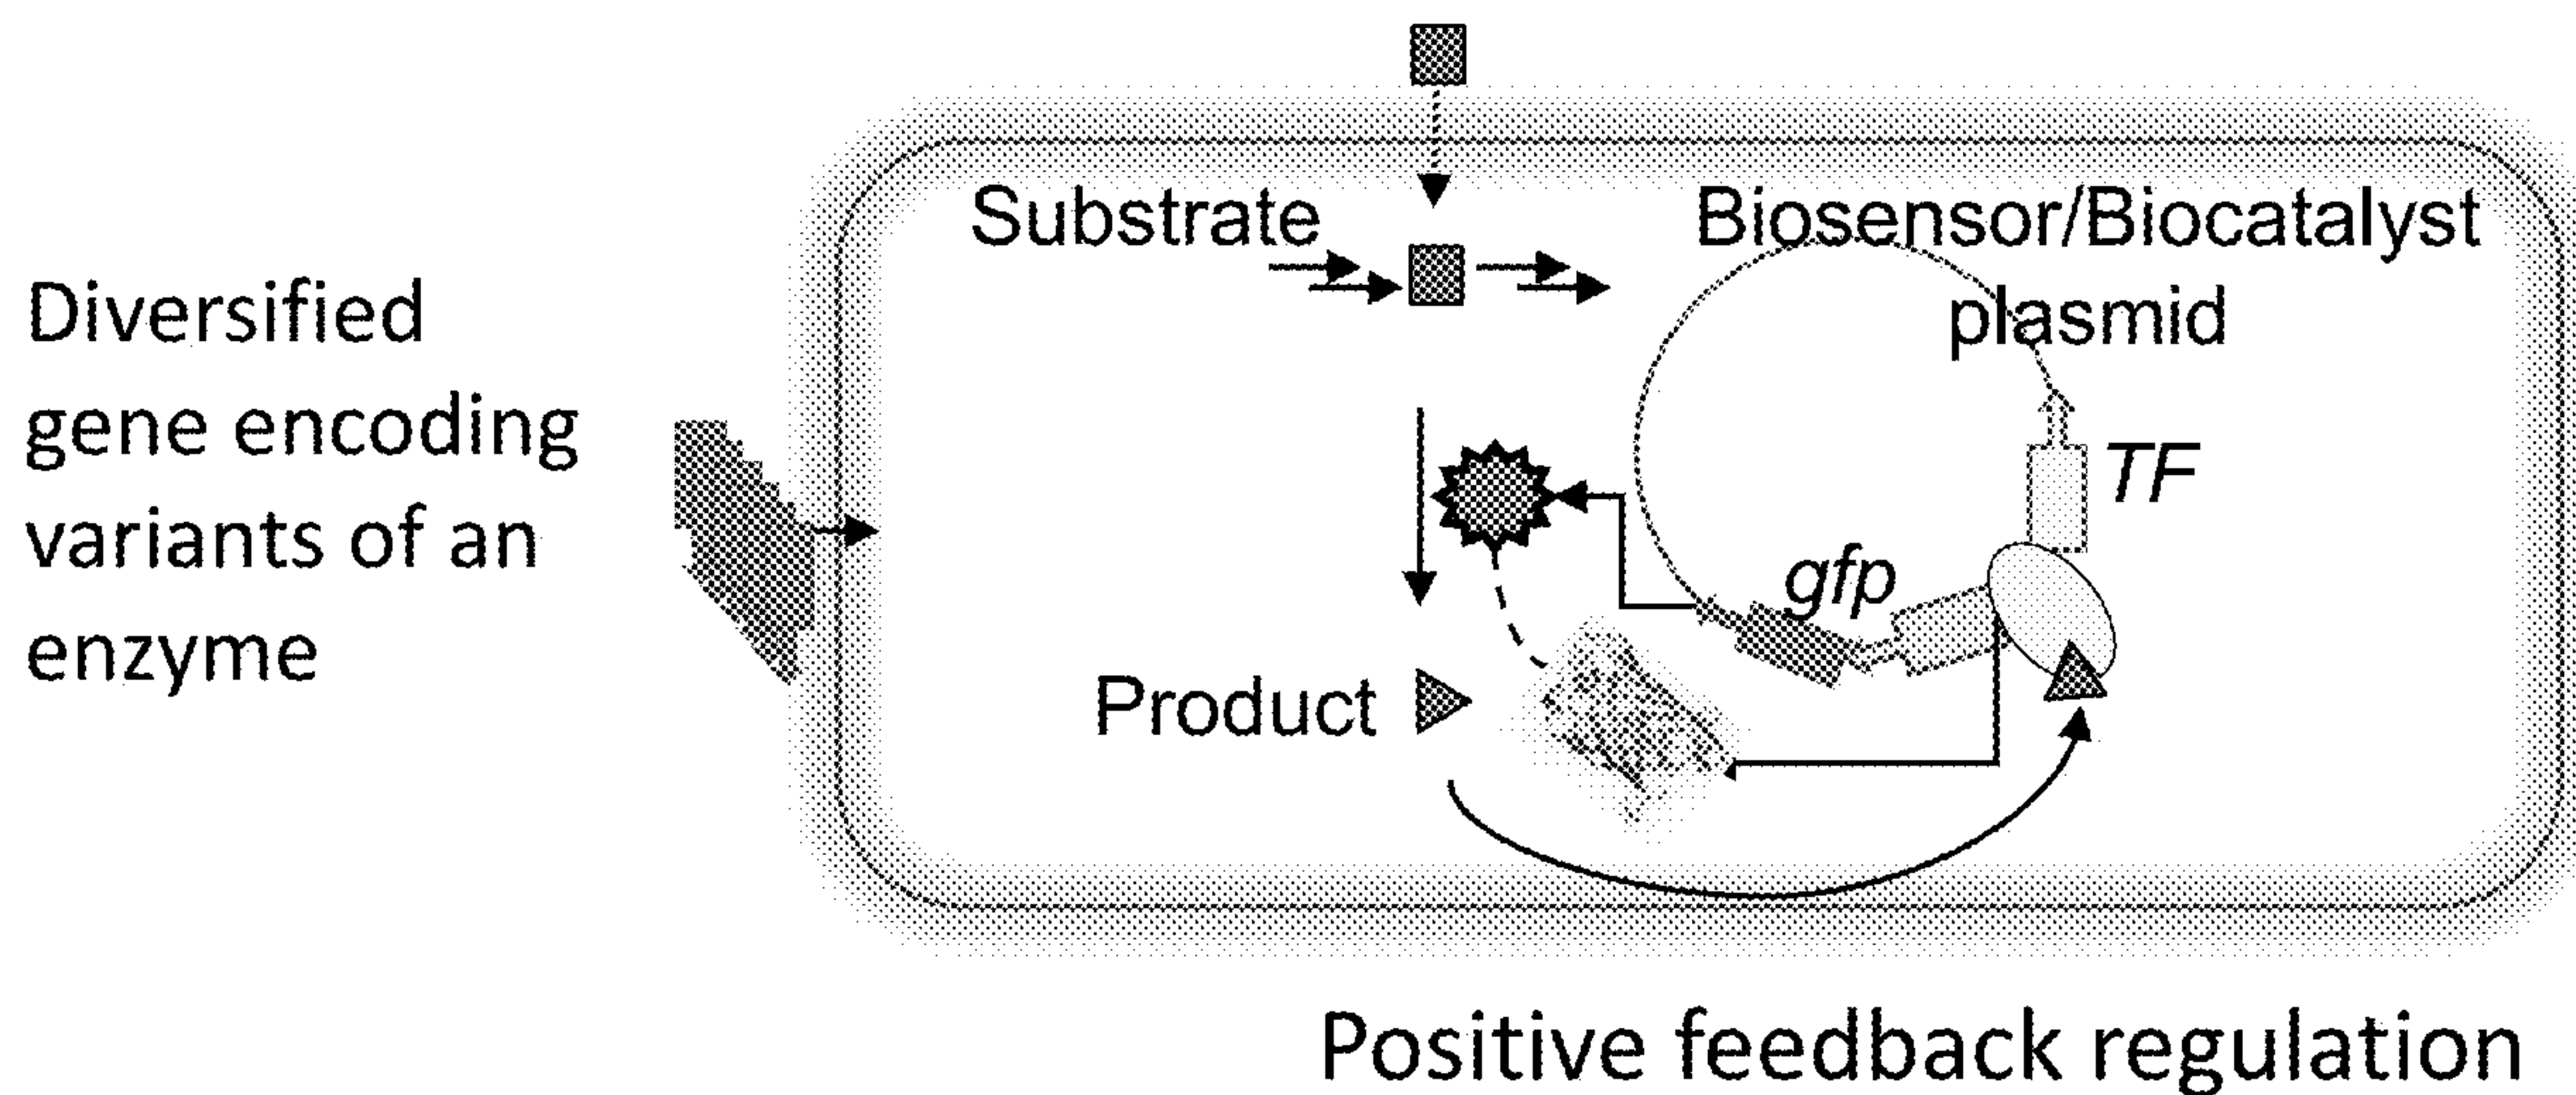 Diversified
gene encoding
variants of an
enzyme
Substrate
Biosensor/Biocatalyst
plasmid
TF
gfp
Product
Positive feedback regulation